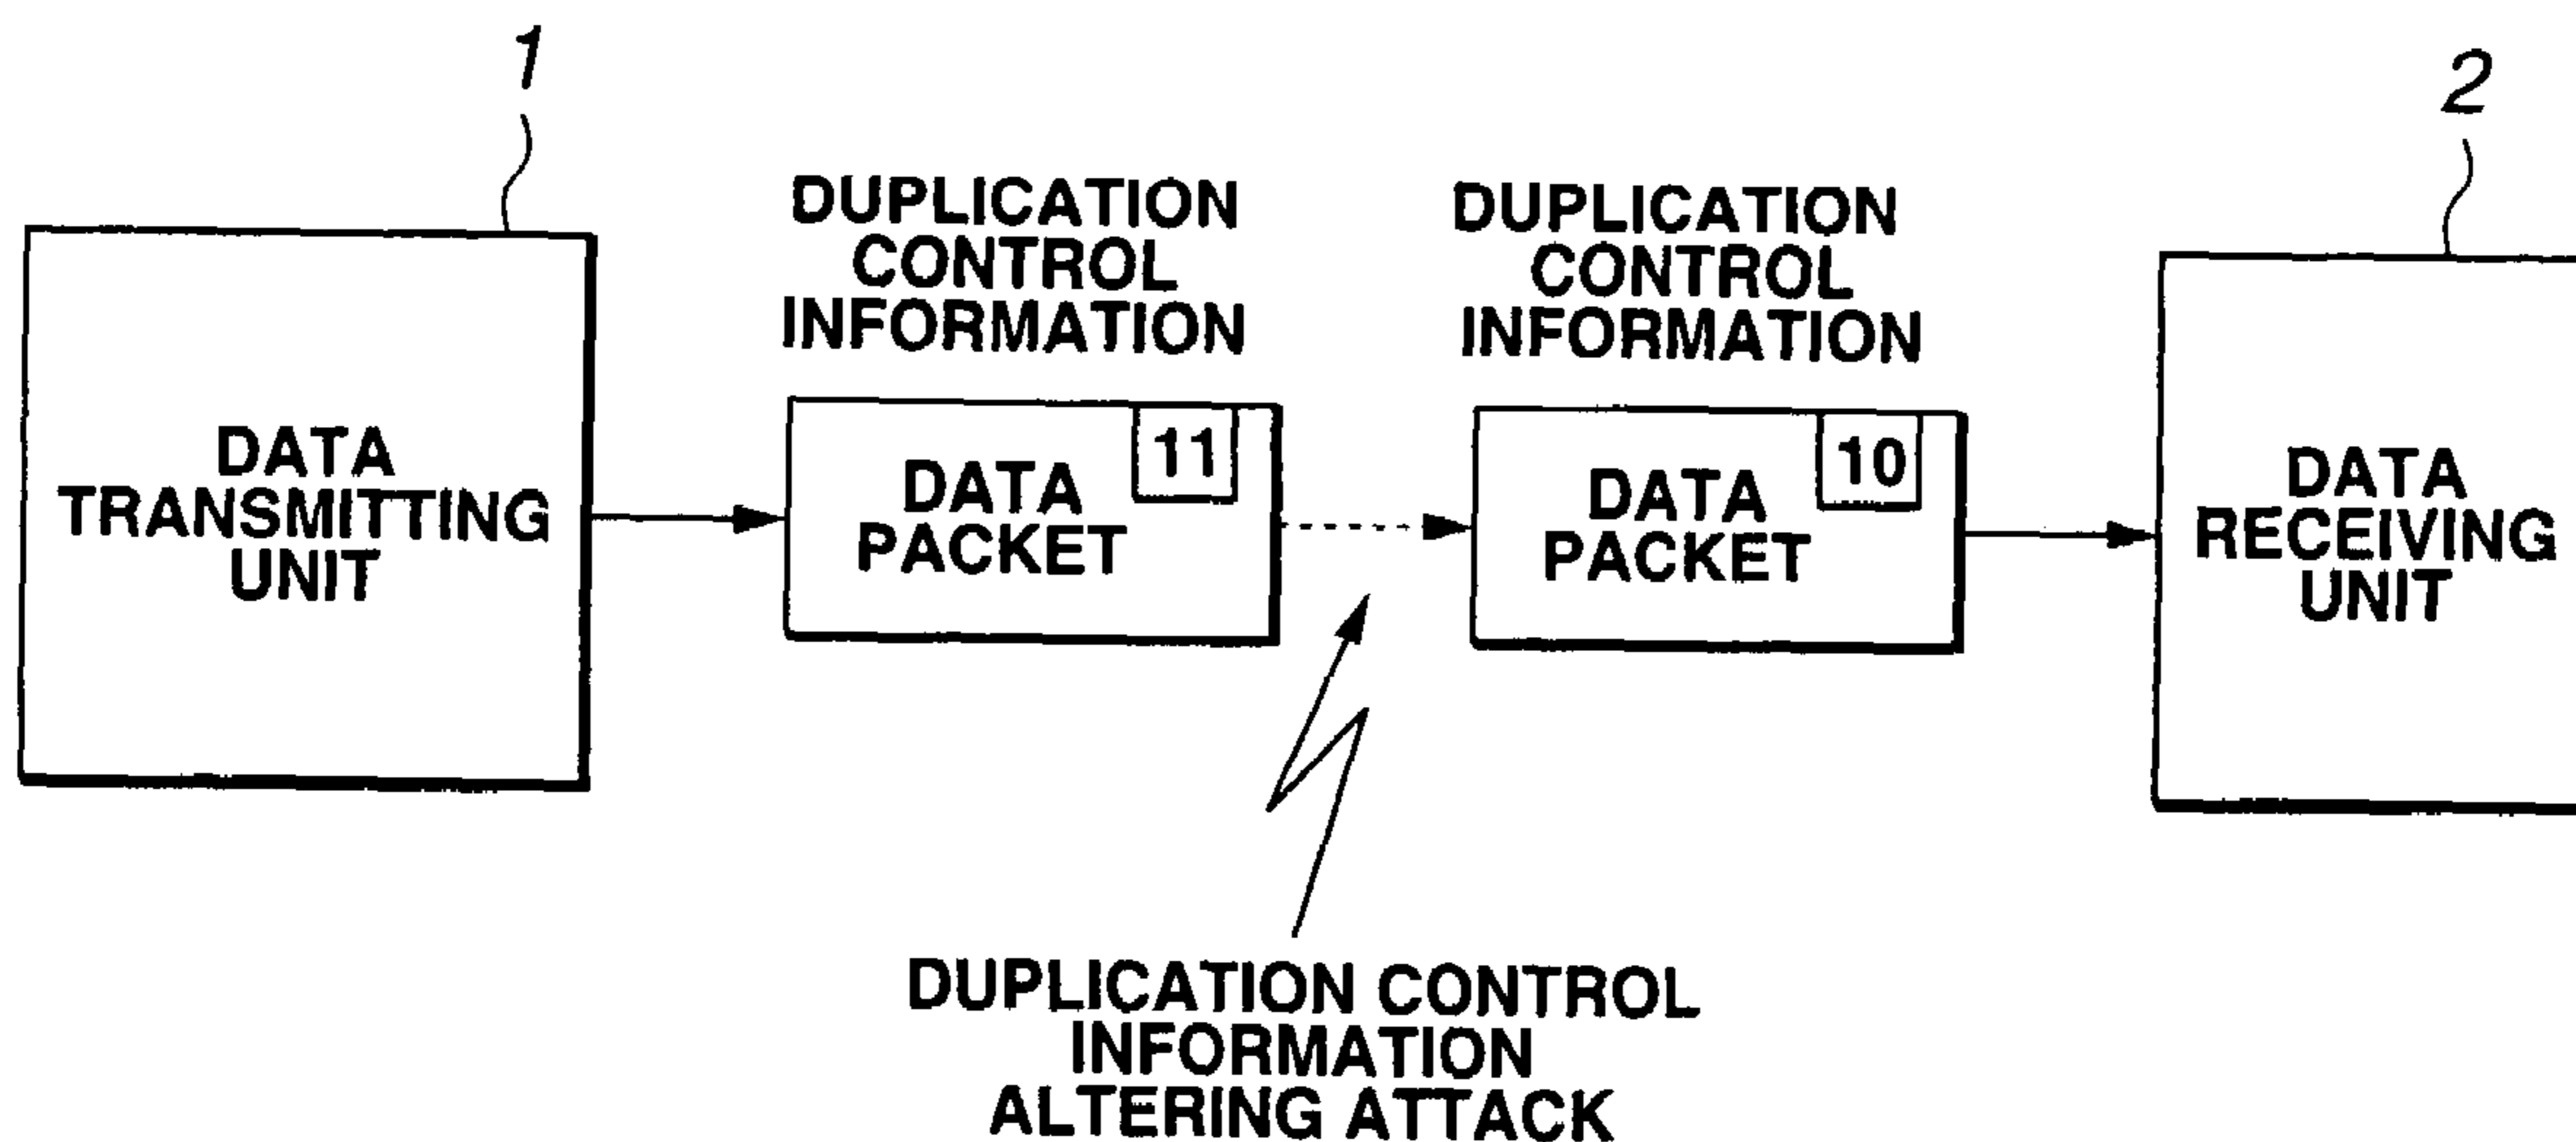 1
2
DUPLICATION
CONTROL
INFORMATION
DUPLICATION
CONTROL
INFORMATION
DATA
TRANSMITTING
UNIT
DATA
PACKET
11
DATA
PACKET
10
DATA
RECEIVING
UNIT
DUPLICATION CONTROL
INFORMATION
ALTERING ATTACK